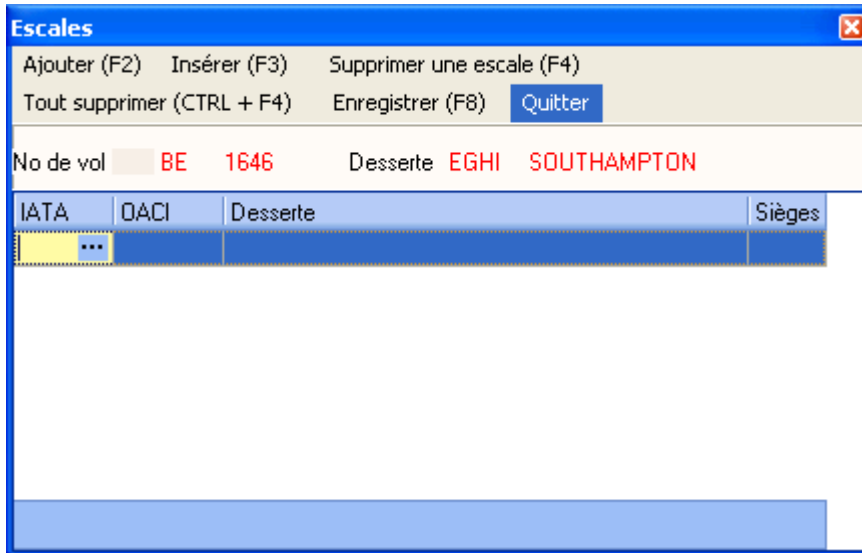 Escales
Ajouter (F2) Insérer (F3) Supprimer une escale (F4)
Tout supprimer (CTRL + F4) Enregistrer (F8) Quitter
No de vol BE 1646 Desserte EGHI SOUTHAMPTON
IATA OACI Desserte Sièges
...